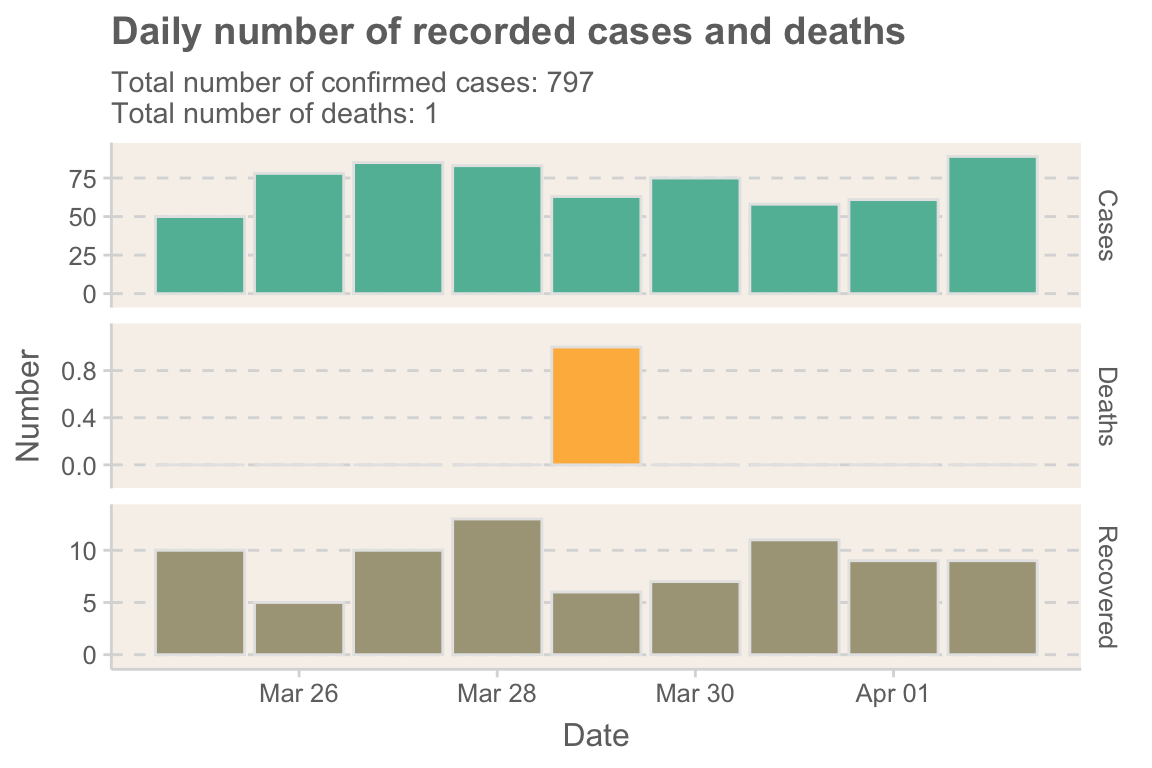 Daily number of recorded cases and deaths
Total number of confirmed cases: 797
Total number of deaths: 1
75
50
25
0
Cases
Number
0.8
0.4
0.0
Deaths
10
5
0
Recovered
Mar 26
Mar 28
Mar 30
Apr 01
Date